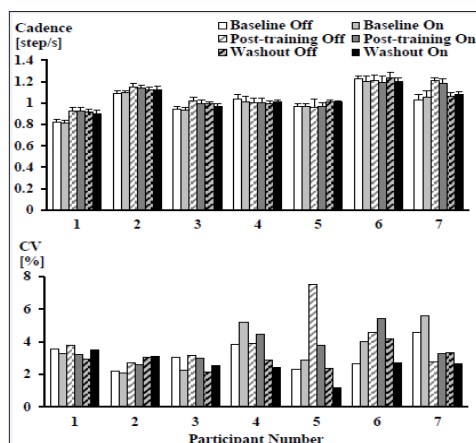 Cadence
[step/s]
Baseline Off Baseline On
Post-training Off Post-training On
Washout Off Washout On
1.4
1.2
1
0.8
0.6
0.4
0.2
0
1 2 3 4 5 6 7
CV
[%]
8
6
4
2
0
1 2 3 4 5 6 7
Participant Number